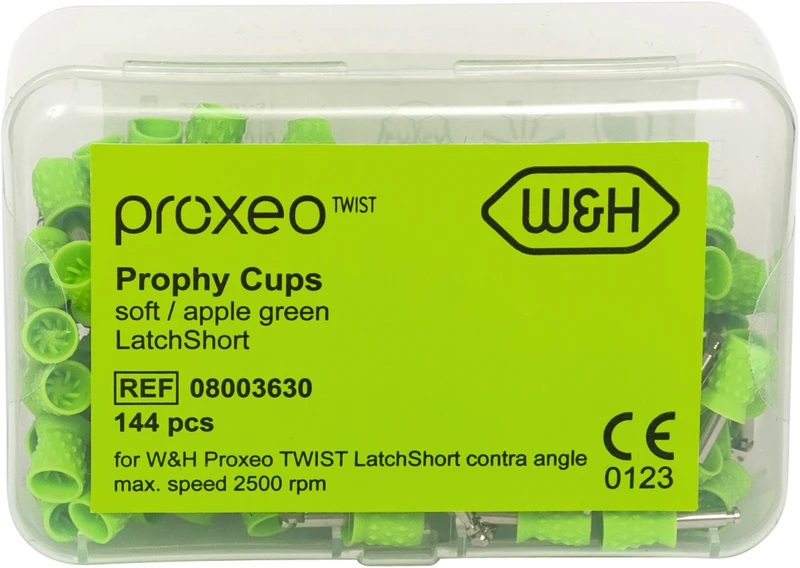 proxeo TWIST
W&H
Prophy Cups
soft / apple green
LatchShort
REF 08003630
144 pcs
for W&H Proxeo TWIST LatchShort contra angle
max. speed 2500 rpm
CE
0123